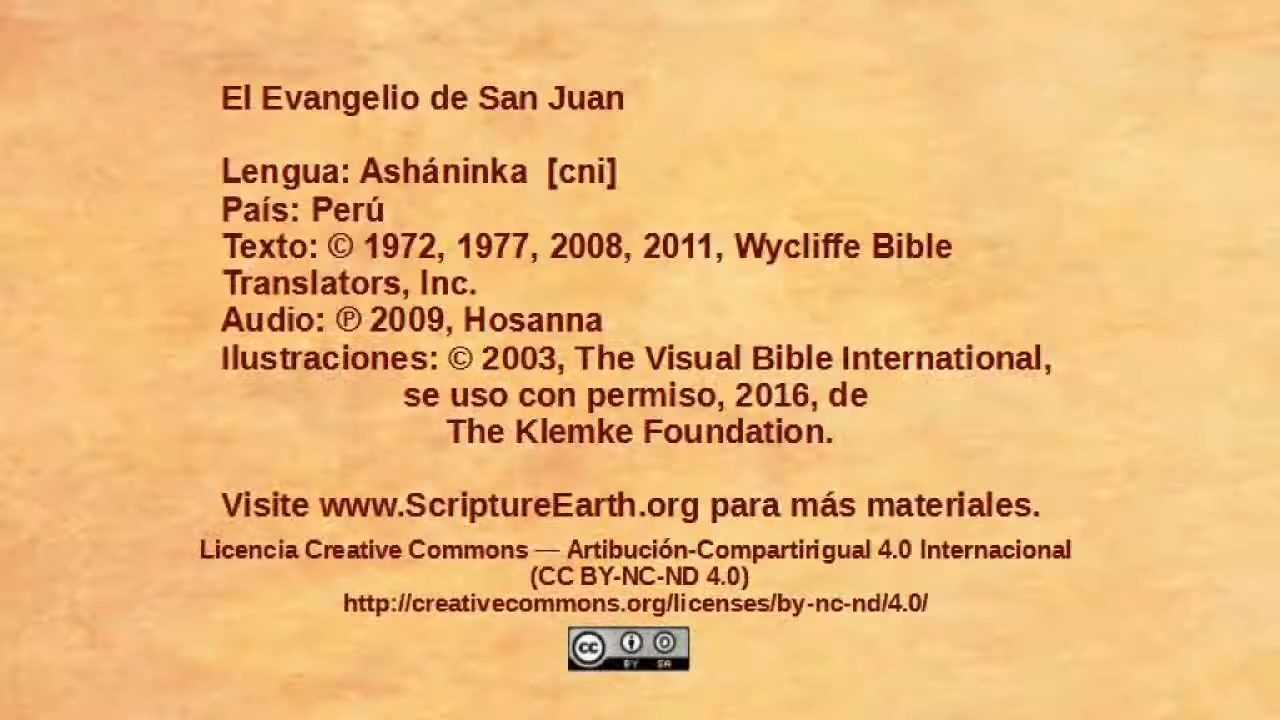 El Evangelio de San Juan
Lengua: Asháninka [cni]
País: Perú
Texto: © 1972, 1977, 2008, 2011, Wycliffe Bible
Translators, Inc.
Audio: ℗ 2009, Hosanna
Ilustraciones: © 2003, The Visual Bible International,
se uso con permiso, 2016, de
The Klemke Foundation.
Visite www.ScriptureEarth.org para más materiales.
Licencia Creative Commons — Artibución-Compartirigual 4.0 Internacional
(CC BY-NC-ND 4.0)
http://creativecommons.org/licenses/by-nc-nd/4.0/
cc BY SA